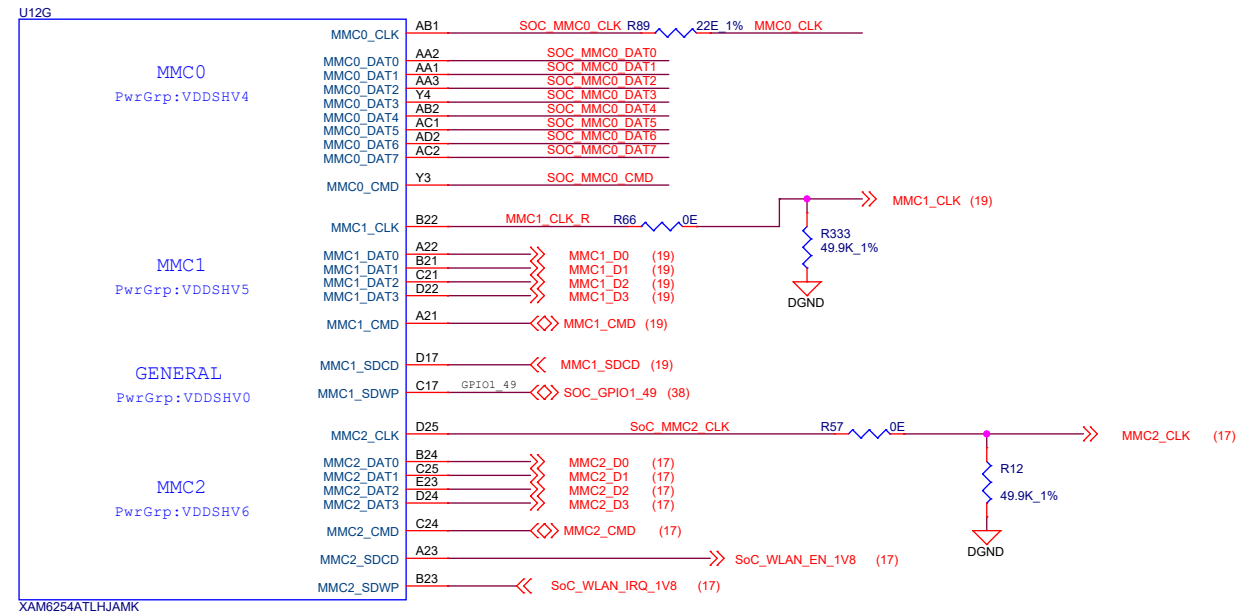 U12G
MMC0_CLK AB1 SOC_MMC0_CLK R89 22E_1% MMC0_CLK
MMC0_DAT0 AA2 SOC_MMC0_DAT0
MMC0 MMC0_DAT1 AA1 SOC_MMC0_DAT1
MMC0_DAT2 AA3 SOC_MMC0_DAT2
PwrGrp:VDDSHV4 MMC0_DAT3 Y4 SOC_MMC0_DAT3
MMC0_DAT4 AB2 SOC_MMC0_DAT4
MMC0_DAT5 AC1 SOC_MMC0_DAT5
MMC0_DAT6 AD2 SOC_MMC0_DAT6
MMC0_DAT7 AC2 SOC_MMC0_DAT7
MMC0_CMD Y3 SOC_MMC0_CMD
MMC1_CLK (19)
MMC1_CLK B22 MMC1_CLK_R R66 0E
R333
49.9K_1%
MMC1_DAT0 A22 MMC1_D0 (19)
MMC1 MMC1_DAT1 B21 MMC1_D1 (19)
MMC1_DAT2 C21 MMC1_D2 (19)
PwrGrp:VDDSHV5 MMC1_DAT3 D22 MMC1_D3 (19)
DGND
MMC1_CMD A21 MMC1_CMD (19)
MMC1_SDCD D17 MMC1_SDCD (19)
GENERAL
PwrGrp:VDDSHV0 MMC1_SDWP C17 GPIO1_49 SOC_GPIO1_49 (38)
MMC2_CLK D25 SoC_MMC2_CLK R57 0E MMC2_CLK (17)
MMC2_DAT0 B24 MMC2_D0 (17)
MMC2_DAT1 C25 MMC2_D1 (17)
R12
MMC2 MMC2_DAT2 E23 MMC2_D2 (17)
49.9K_1%
MMC2_DAT3 D24 MMC2_D3 (17)
PwrGrp:VDDSHV6
MMC2_CMD C24 MMC2_CMD (17)
DGND
MMC2_SDCD A23 SoC_WLAN_EN_1V8 (17)
MMC2_SDWP B23 SoC_WLAN_IRQ_1V8 (17)
XAM6254ATLHJAMK